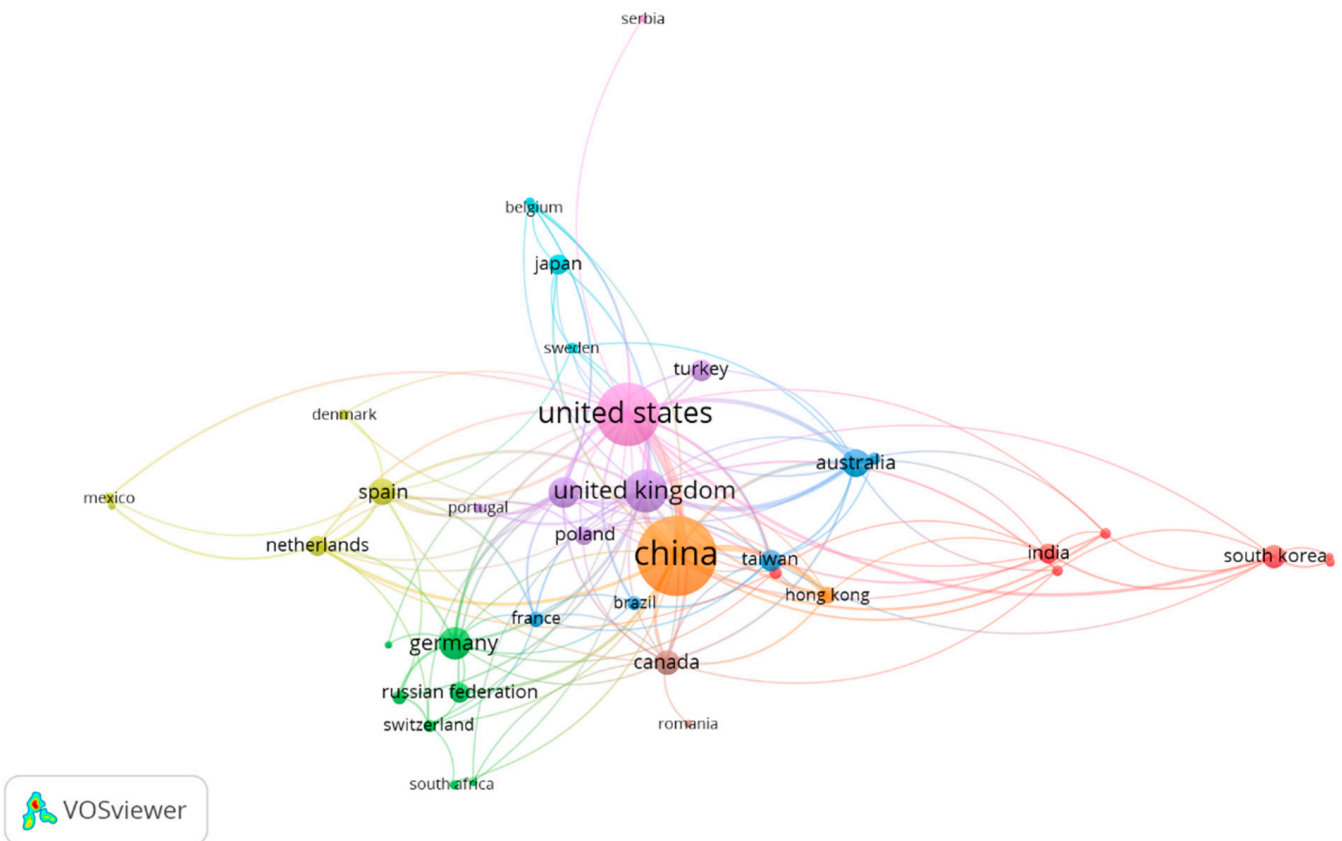 serbia
belgium
japan
sweden
turkey
united states
denmark
australia
mexico
spain
united kingdom
portugal
poland
netherlands
china
taiwan
india
south korea
hong kong
brazil
france
germany
canada
russian federation
switzerland
romania
south africa
VOSviewer